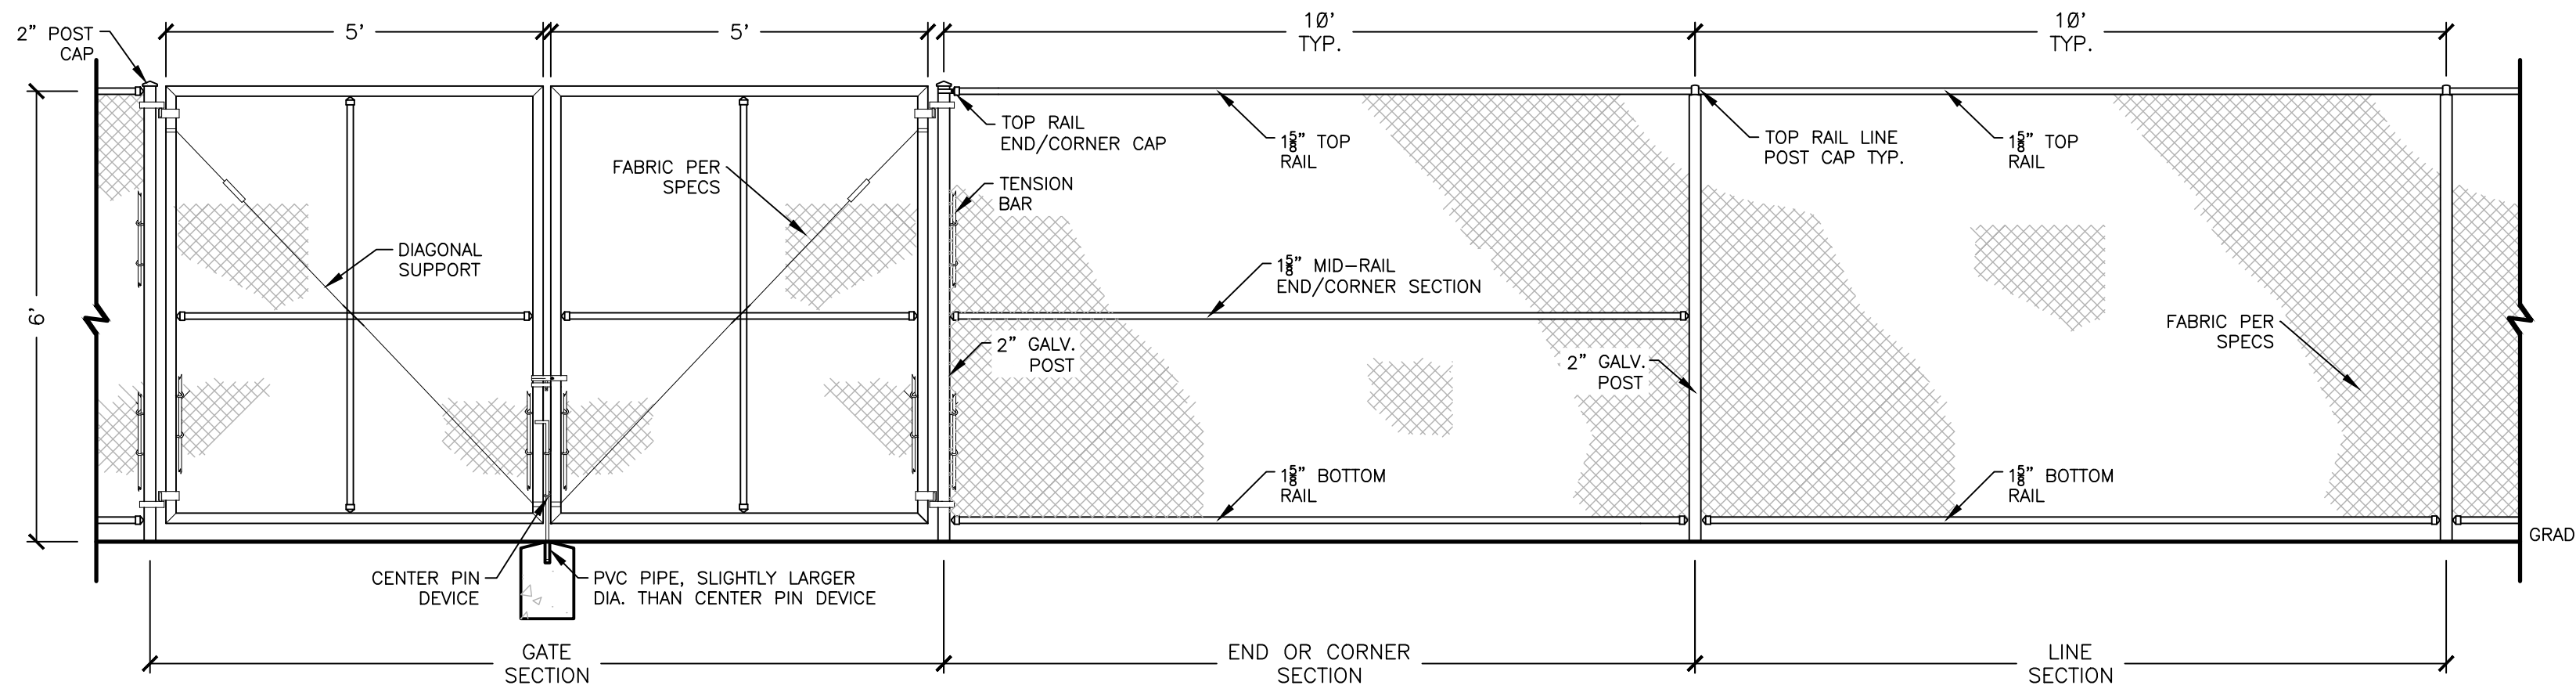 2” POST
CAP
5'
5'
10'
TYP.
10'
TYP.
TOP RAIL
END/CORNER CAP
1⅝” TOP
RAIL
TOP RAIL LINE
POST CAP TYP.
1⅝” TOP
RAIL
FABRIC PER
SPECS
TENSION
BAR
DIAGONAL
SUPPORT
1⅝” MID-RAIL
END/CORNER SECTION
6'
2” GALV.
POST
2” GALV.
POST
FABRIC PER
SPECS
1⅝” BOTTOM
RAIL
1⅝” BOTTOM
RAIL
GRAD
CENTER PIN
DEVICE
PVC PIPE, SLIGHTLY LARGER
DIA. THAN CENTER PIN DEVICE
GATE
SECTION
END OR CORNER
SECTION
LINE
SECTION